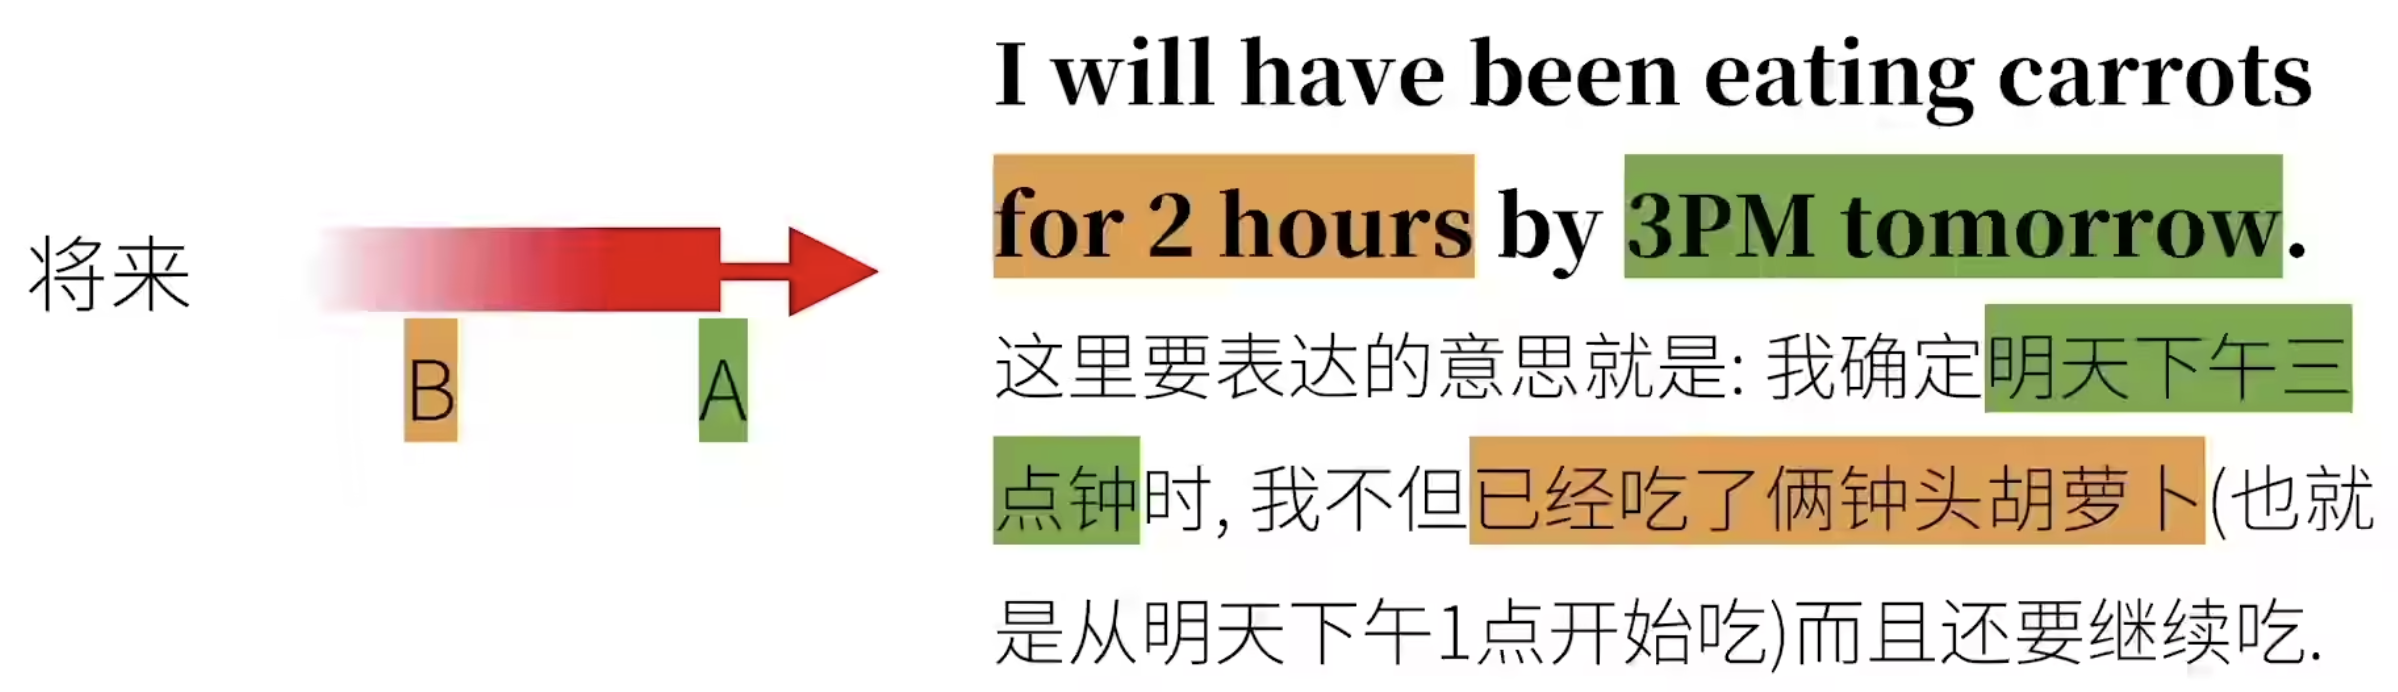 I will have been eating carrots
for 2 hours by 3PM tomorrow.
将来
B
A
这里要表达的意思就是: 我确定明天下午三
点钟时, 我不但已经吃了俩钟头胡萝卜(也就
是从明天下午1点开始吃)而且还要继续吃.